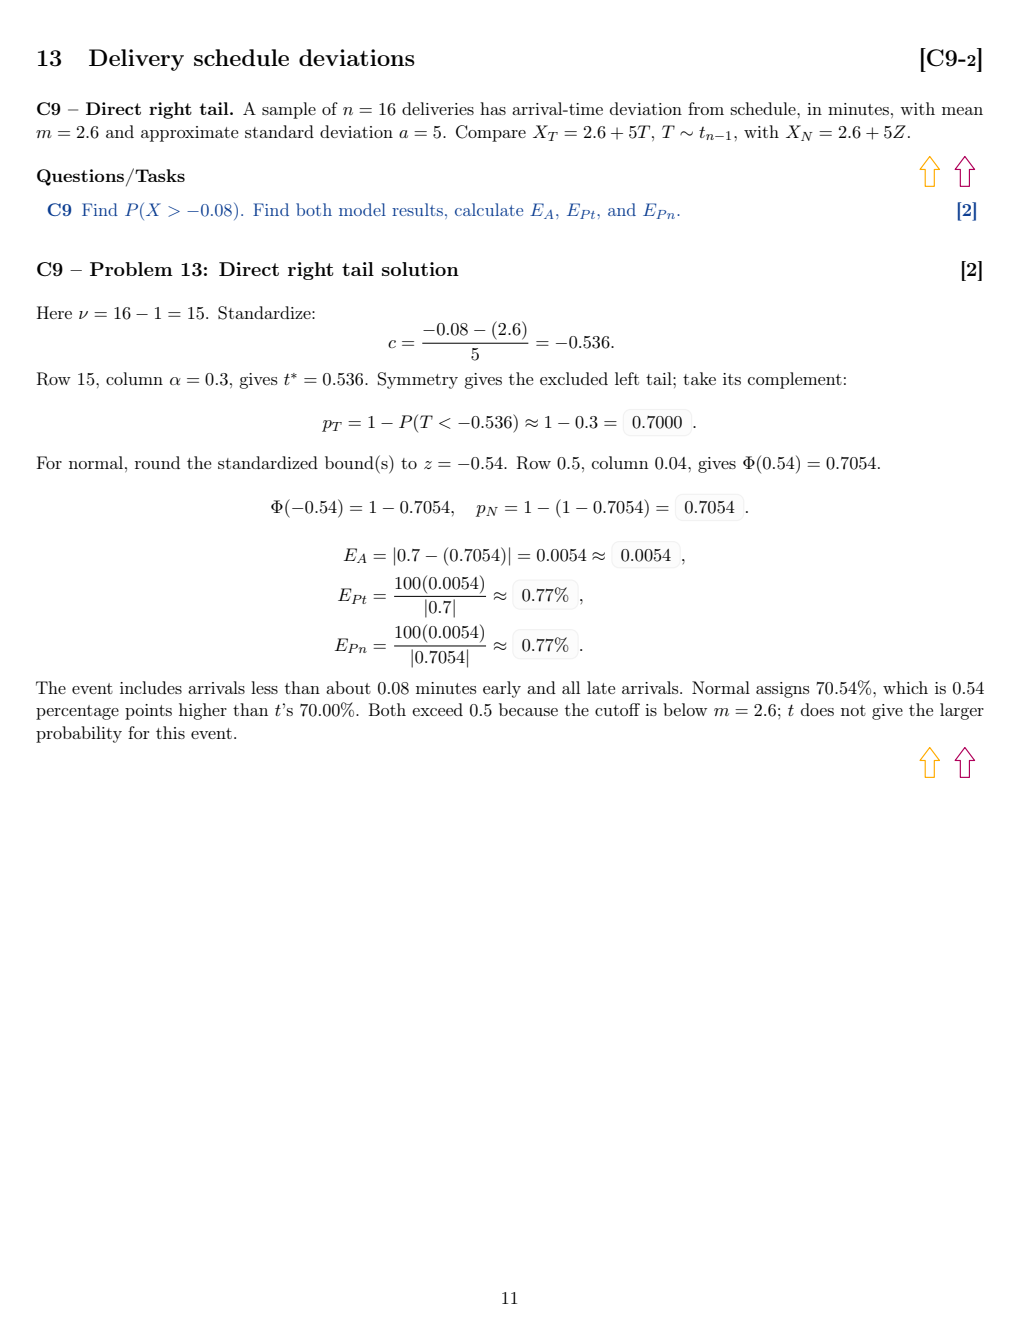 13 Delivery schedule deviations [C9-2]
C9 – Direct right tail. A sample of n = 16 deliveries has arrival-time deviation from schedule, in minutes, with mean
m = 2.6 and approximate standard deviation a = 5. Compare X_T = 2.6 + 5T, T ∼ t_{n−1}, with X_N = 2.6 + 5Z.
Questions/Tasks
C9 Find P(X > −0.08). Find both model results, calculate E_A, E_{Pt}, and E_{Pn}. [2]
C9 – Problem 13: Direct right tail solution [2]
Here ν = 16 − 1 = 15. Standardize:
c = \frac{−0.08 − (2.6)}{5} = −0.536.
Row 15, column α = 0.3, gives t* = 0.536. Symmetry gives the excluded left tail; take its complement:
p_T = 1 − P(T < −0.536) ≈ 1 − 0.3 = 0.7000 .
For normal, round the standardized bound(s) to z = −0.54. Row 0.5, column 0.04, gives Φ(0.54) = 0.7054.
Φ(−0.54) = 1 − 0.7054, p_N = 1 − (1 − 0.7054) = 0.7054 .
E_A = |0.7 − (0.7054)| = 0.0054 ≈ 0.0054 ,
E_{Pt} = \frac{100(0.0054)}{|0.7|} ≈ 0.77% ,
E_{Pn} = \frac{100(0.0054)}{|0.7054|} ≈ 0.77% .
The event includes arrivals less than about 0.08 minutes early and all late arrivals. Normal assigns 70.54%, which is 0.54
percentage points higher than t's 70.00%. Both exceed 0.5 because the cutoff is below m = 2.6; t does not give the larger
probability for this event.
11